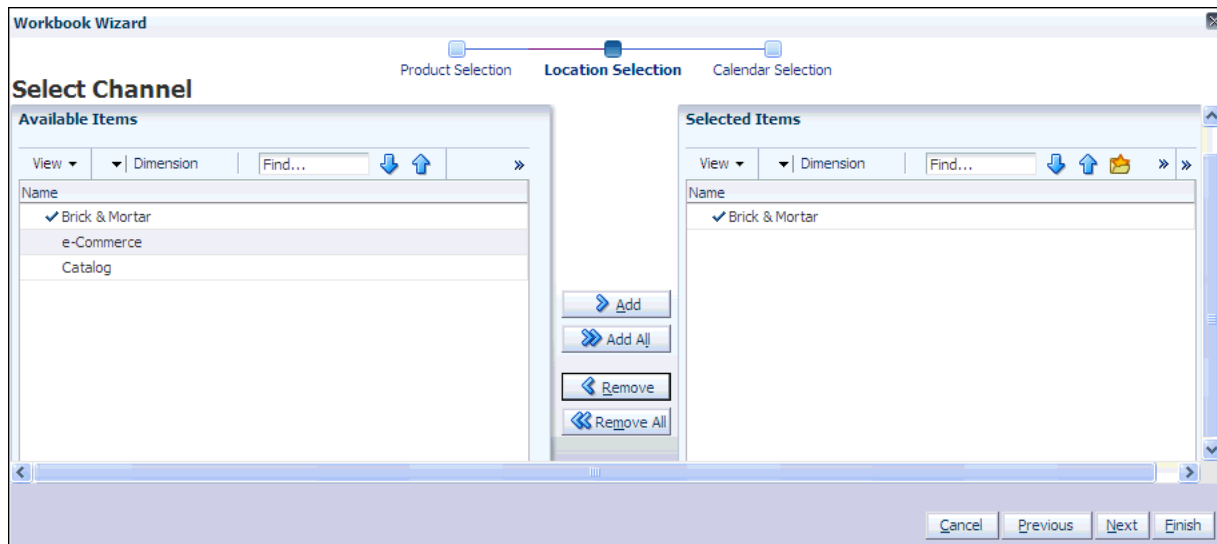 Workbook Wizard
Product Selection Location Selection Calendar Selection
Select Channel
Available Items
View Dimension Find... »
Name
Brick & Mortar
e-Commerce
Catalog
Add
Add All
Remove
Remove All
Selected Items
View Dimension Find... » »
Name
Brick & Mortar
Cancel Previous Next Finish